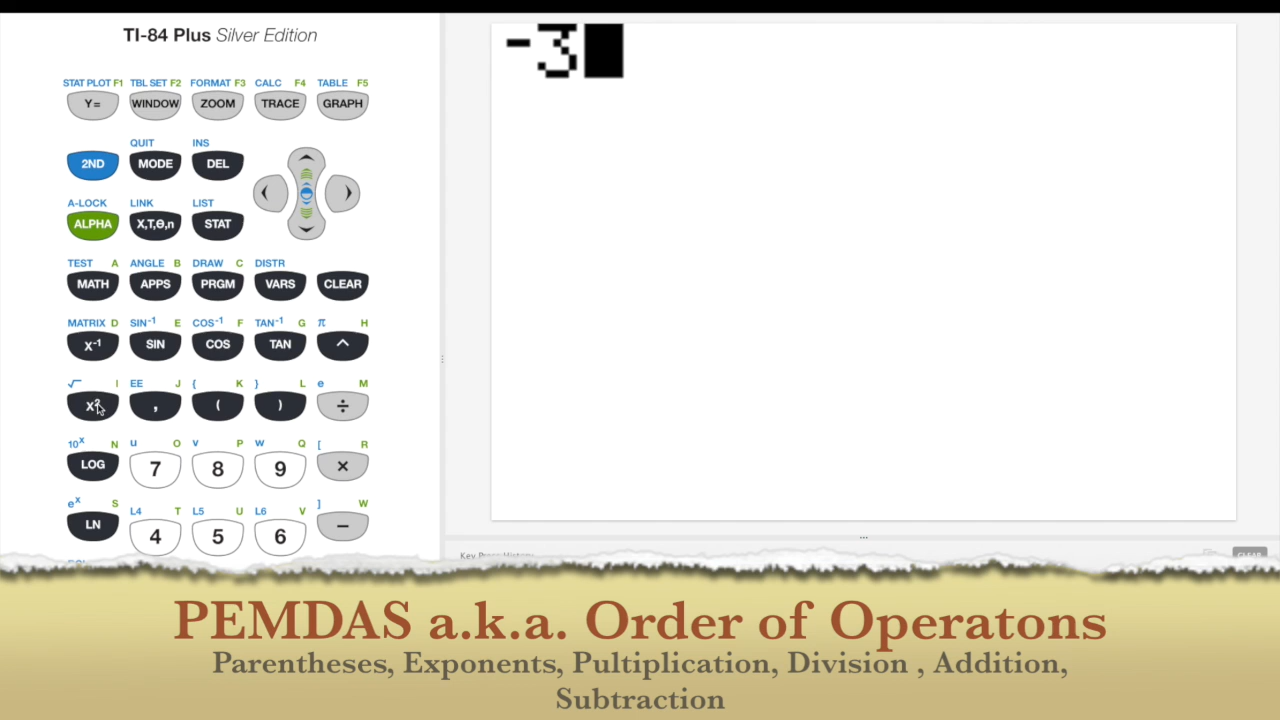 TI-84 Plus Silver Edition
-3
STAT PLOT F1 TBL SET F2 FORMAT F3 CALC F4 TABLE F5
Y= WINDOW ZOOM TRACE GRAPH
QUIT INS
2ND MODE DEL
A-LOCK LINK LIST
ALPHA X,T,Θ,n STAT
TEST A ANGLE B DRAW C DISTR
MATH APPS PRGM VARS CLEAR
MATRIX D SIN⁻¹ E COS⁻¹ F TAN⁻¹ G π H
X⁻¹ SIN COS TAN ^
√ I EE J { K } L e M
X² , ( ) ÷
10ˣ N u O v P w Q [ R
LOG 7 8 9 ×
eˣ S L4 T L5 U L6 V ] W
LN 4 5 6 −
Key Press History
CLEAR
PEMDAS a.k.a. Order of Operatons
Parentheses, Exponents, Pultiplication, Division , Addition,
Subtraction